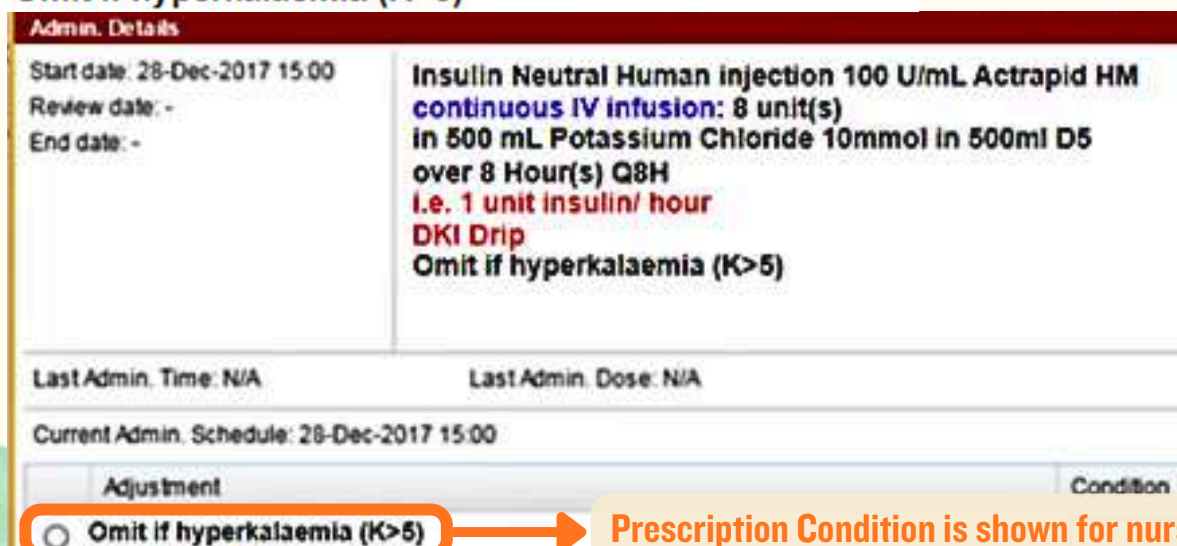 Admin. Details
Start date: 28-Dec-2017 15:00
Review date: -
End date: -
Insulin Neutral Human injection 100 U/mL Actrapid HM
continuous IV infusion: 8 unit(s)
in 500 mL Potassium Chloride 10mmol in 500ml D5
over 8 Hour(s) Q8H
i.e. 1 unit insulin/ hour
DKI Drip
Omit if hyperkalaemia (K>5)
Last Admin. Time: N/A Last Admin. Dose: N/A
Current Admin. Schedule: 28-Dec-2017 15:00
Adjustment Condition
Omit if hyperkalaemia (K>5)
Prescription Condition is shown for